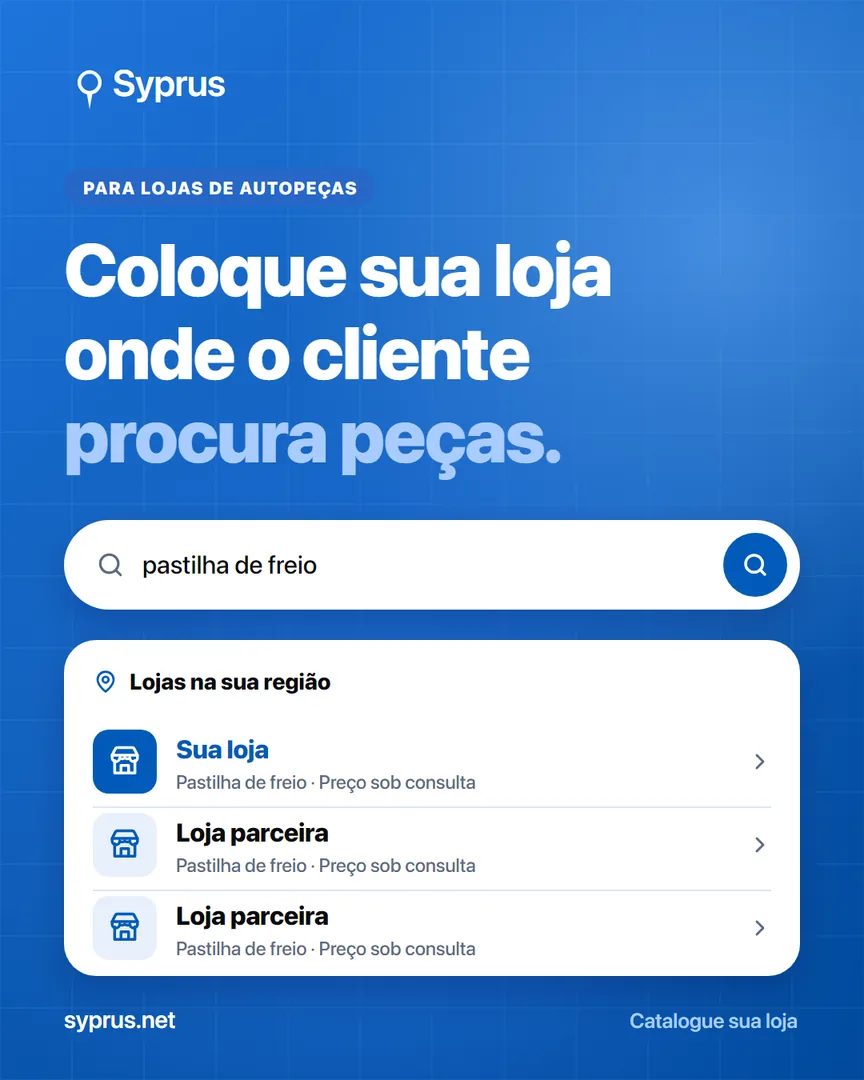 Syprus
PARA LOJAS DE AUTOPEÇAS
Coloque sua loja
onde o cliente
procura peças.
pastilha de freio
Lojas na sua região
Sua loja
Pastilha de freio · Preço sob consulta
Loja parceira
Pastilha de freio · Preço sob consulta
Loja parceira
Pastilha de freio · Preço sob consulta
syprus.net
Catalogue sua loja